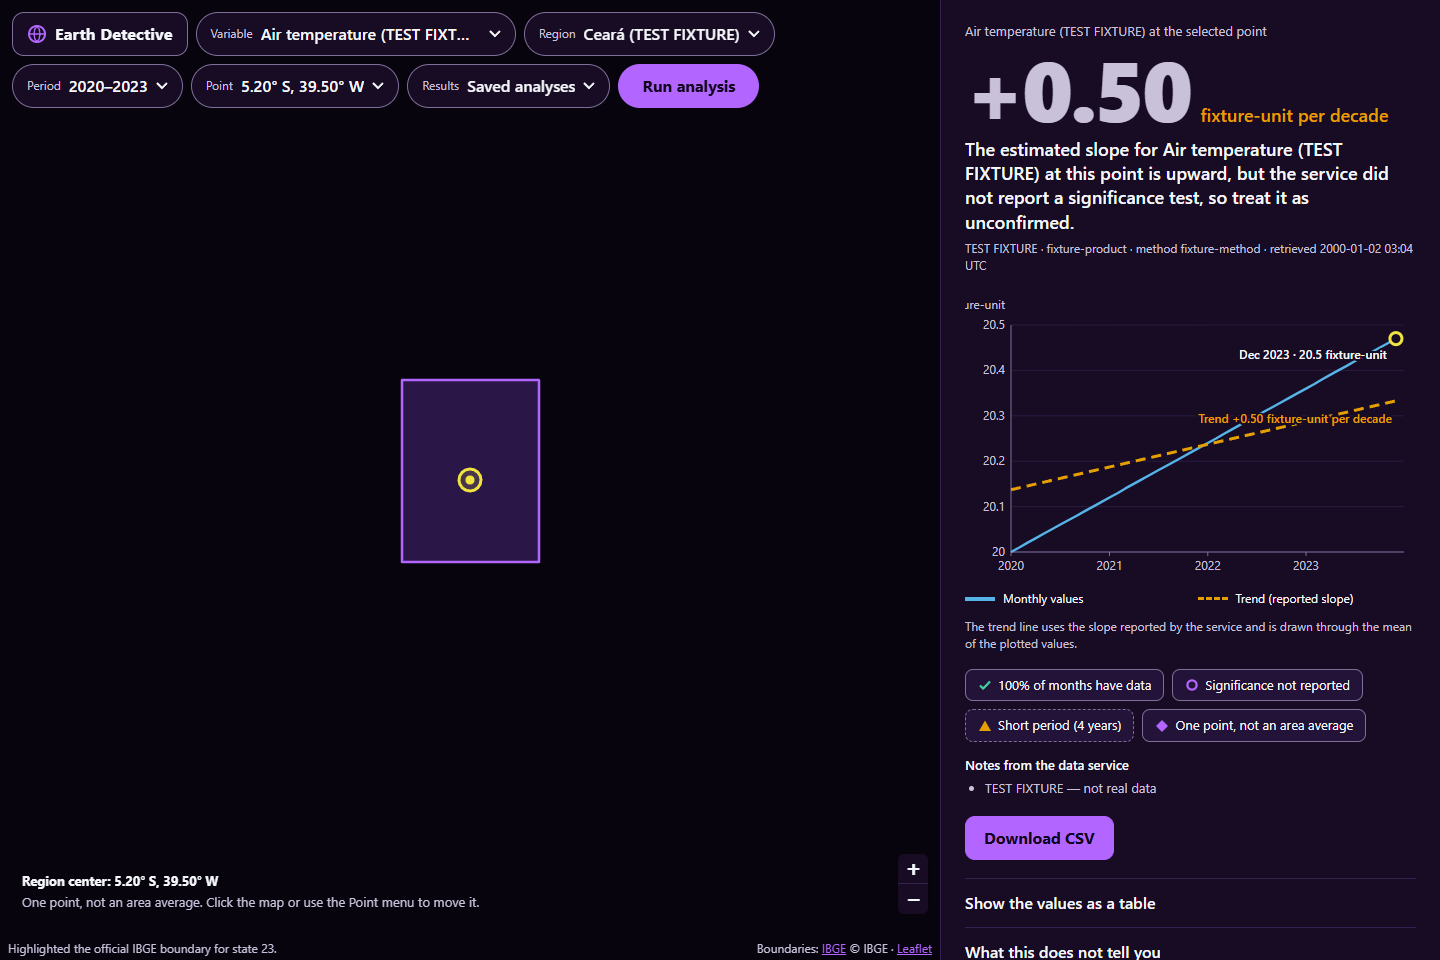 Earth Detective
Variable Air temperature (TEST FIXT...
Region Ceará (TEST FIXTURE)
Period 2020–2023
Point 5.20° S, 39.50° W
Results Saved analyses
Run analysis
Region center: 5.20° S, 39.50° W
One point, not an area average. Click the map or use the Point menu to move it.
+
−
Highlighted the official IBGE boundary for state 23.
Boundaries: IBGE © IBGE · Leaflet
Air temperature (TEST FIXTURE) at the selected point
+0.50 fixture-unit per decade
The estimated slope for Air temperature (TEST
FIXTURE) at this point is upward, but the service did
not report a significance test, so treat it as
unconfirmed.
TEST FIXTURE · fixture-product · method fixture-method · retrieved 2000-01-02 03:04
UTC
ure-unit
20.5
Dec 2023 · 20.5 fixture-unit
20.4
20.3
Trend +0.50 fixture-unit per decade
20.2
20.1
20
2020 2021 2022 2023
Monthly values
Trend (reported slope)
The trend line uses the slope reported by the service and is drawn through the mean
of the plotted values.
100% of months have data
Significance not reported
Short period (4 years)
One point, not an area average
Notes from the data service
• TEST FIXTURE — not real data
Download CSV
Show the values as a table
What this does not tell you